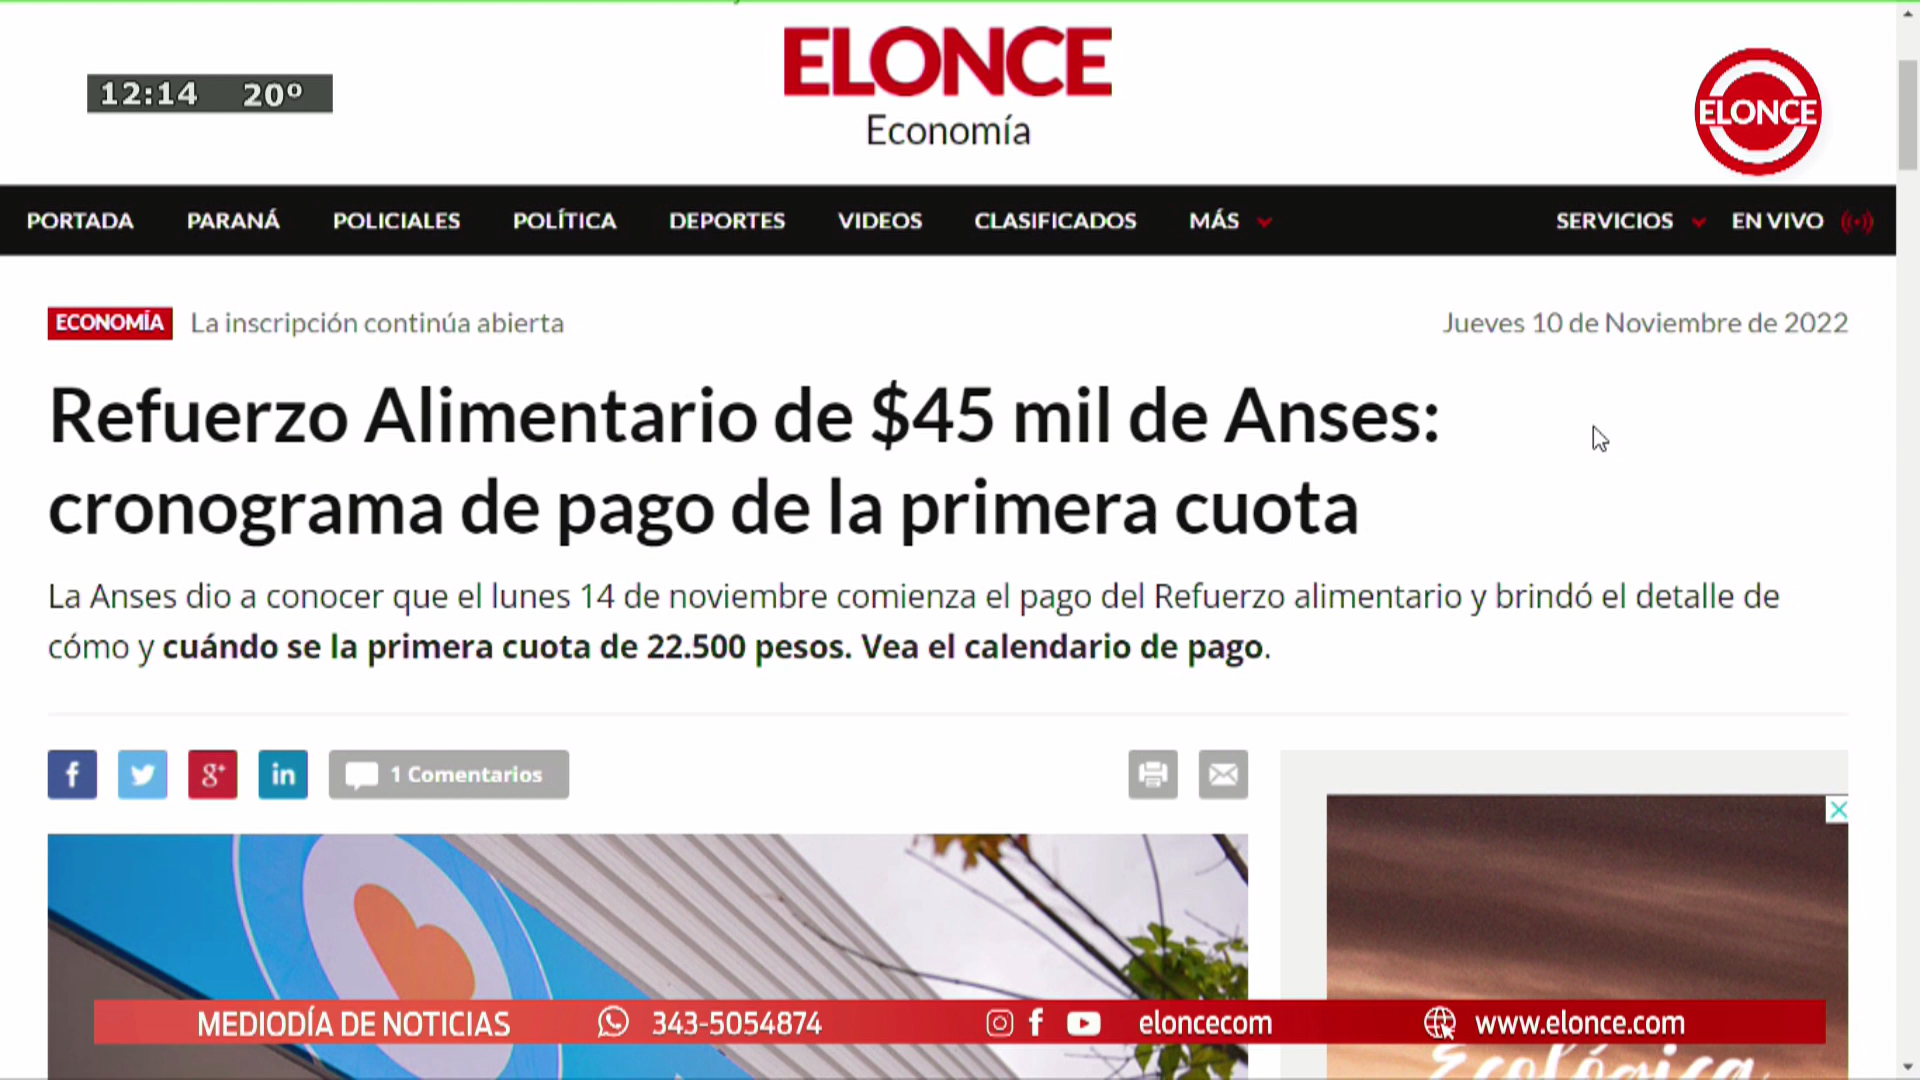 12:14 20º
ELONCE
Economía
ELONCE
PORTADA PARANÁ POLICIALES POLÍTICA DEPORTES VIDEOS CLASIFICADOS MÁS SERVICIOS EN VIVO
ECONOMÍA La inscripción continúa abierta Jueves 10 de Noviembre de 2022
Refuerzo Alimentario de $45 mil de Anses:
cronograma de pago de la primera cuota
La Anses dio a conocer que el lunes 14 de noviembre comienza el pago del Refuerzo alimentario y brindó el detalle de
cómo y cuándo se la primera cuota de 22.500 pesos. Vea el calendario de pago.
f g+ in 1 Comentarios
MEDIODÍA DE NOTICIAS 343-5054874 eloncecom www.elonce.com
Ecológica